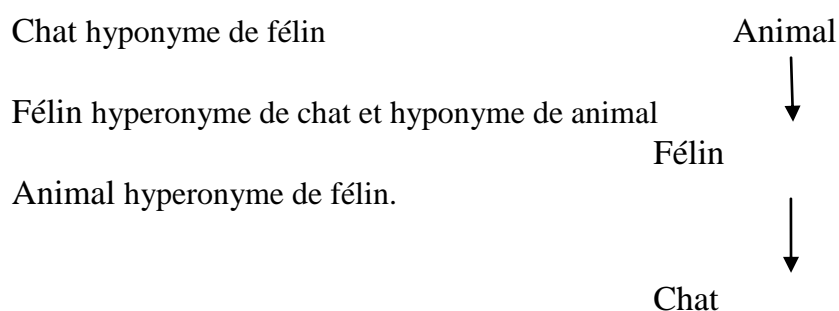 Chat hyponyme de félin
Animal
Félin hyperonyme de chat et hyponyme de animal
Félin
Animal hyperonyme de félin.
Chat